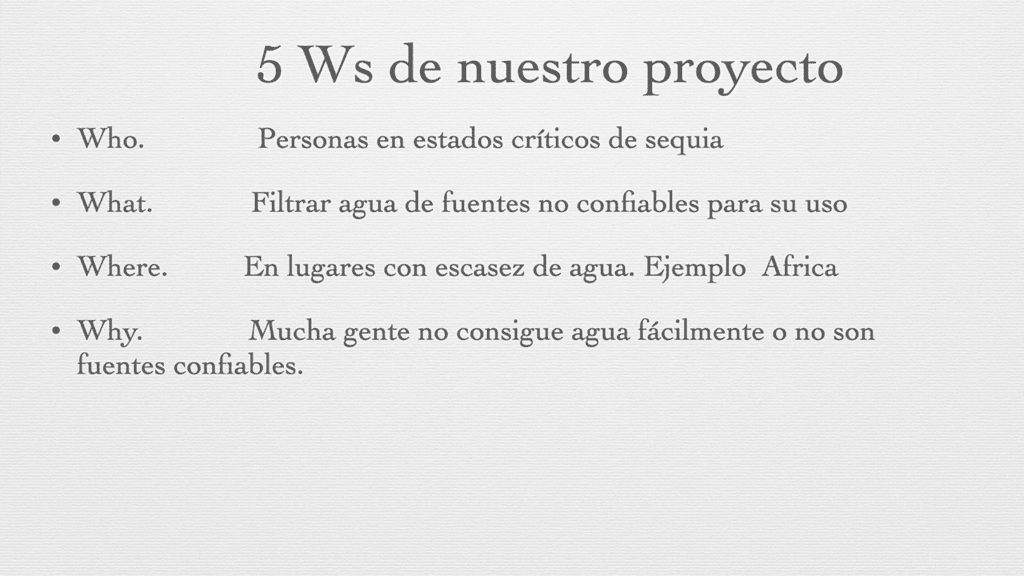 5 Ws de nuestro proyecto
• Who. Personas en estados críticos de sequia
• What. Filtrar agua de fuentes no confiables para su uso
• Where. En lugares con escasez de agua. Ejemplo Africa
• Why. Mucha gente no consigue agua fácilmente o no son
fuentes confiables.